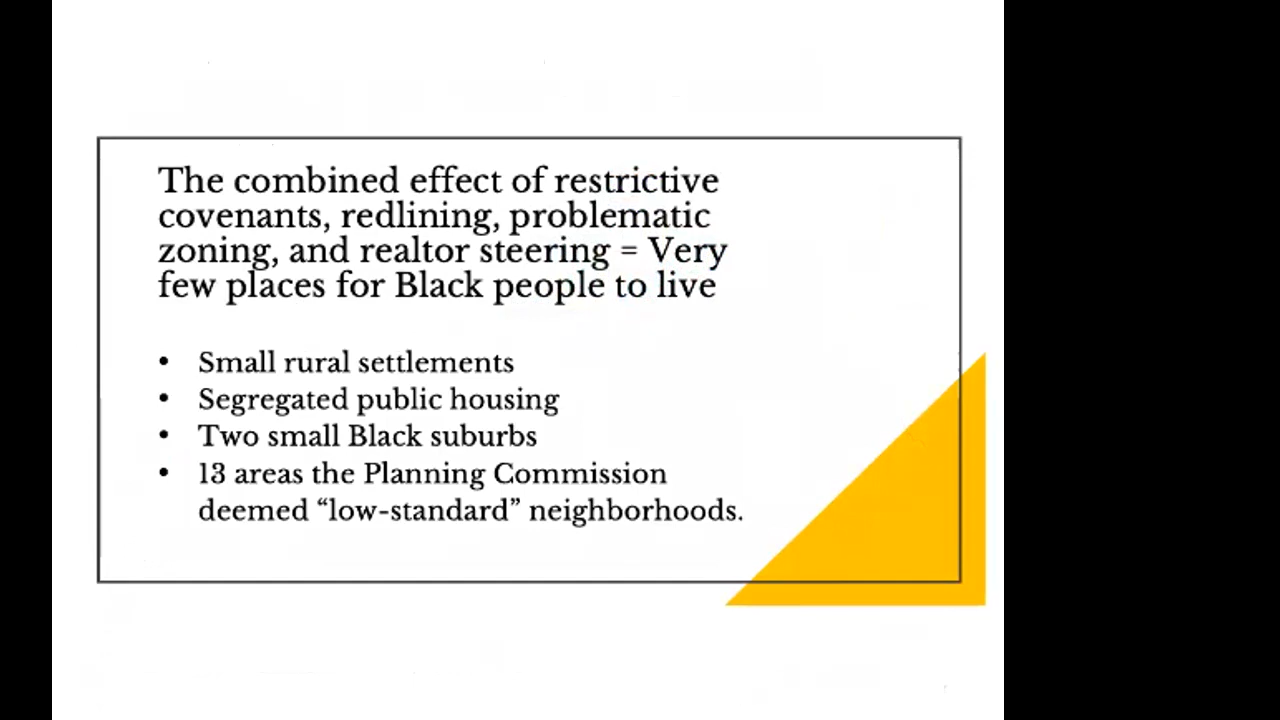 The combined effect of restrictive
covenants, redlining, problematic
zoning, and realtor steering = Very
few places for Black people to live
• Small rural settlements
• Segregated public housing
• Two small Black suburbs
• 13 areas the Planning Commission
deemed “low-standard” neighborhoods.